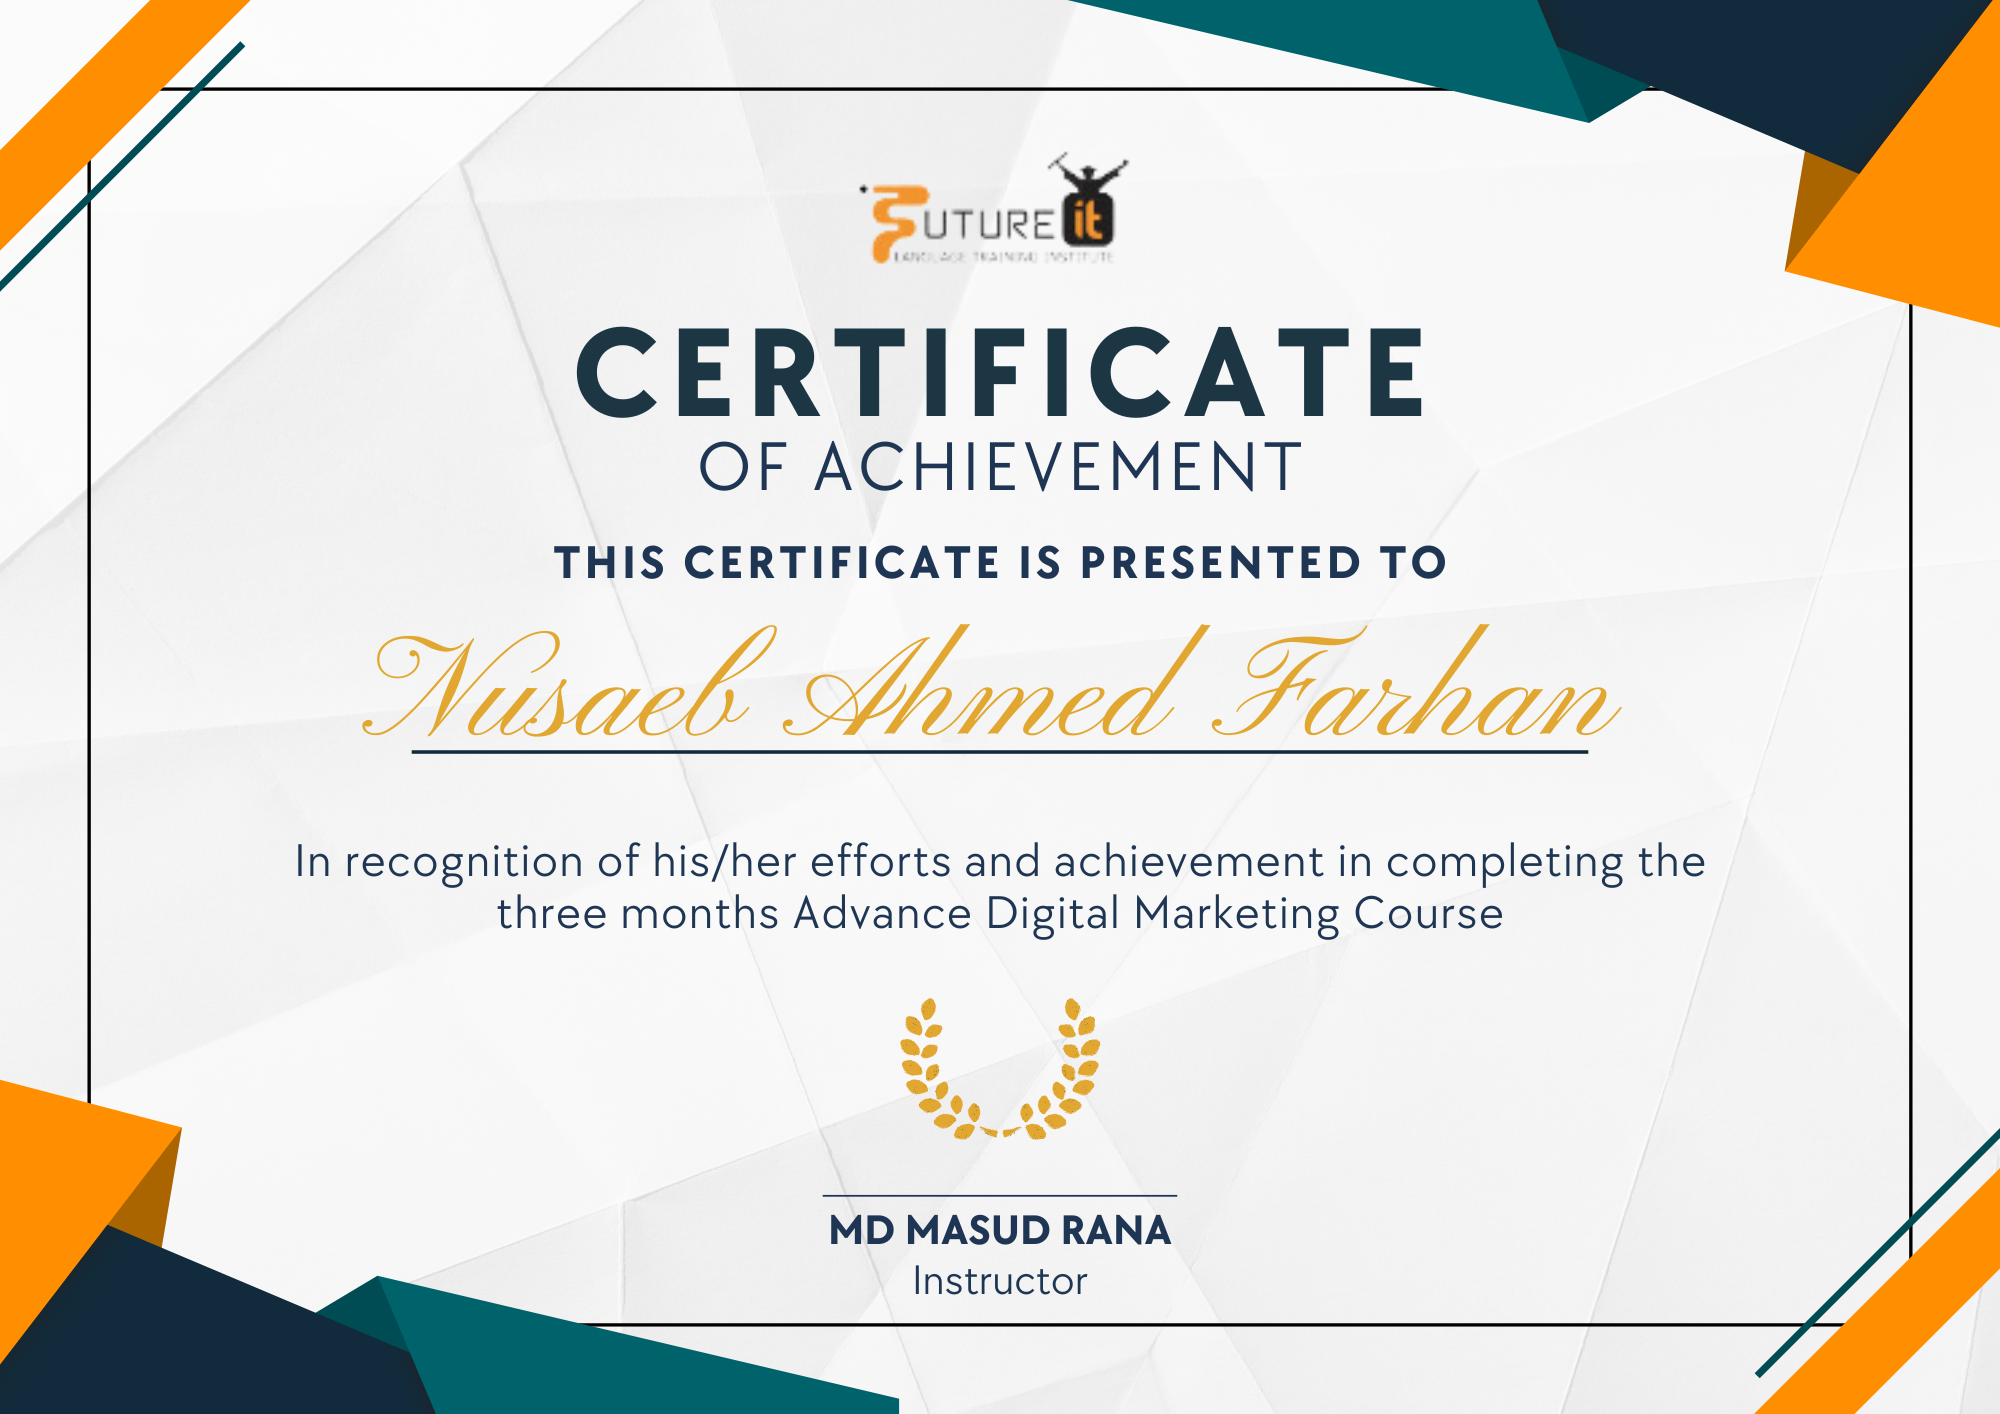 FUTURE it
LANGUAGE TRAINING INSTITUTE
CERTIFICATE
OF ACHIEVEMENT
THIS CERTIFICATE IS PRESENTED TO
Nusaeb Ahmed Farhan
In recognition of his/her efforts and achievement in completing the
three months Advance Digital Marketing Course
MD MASUD RANA
Instructor